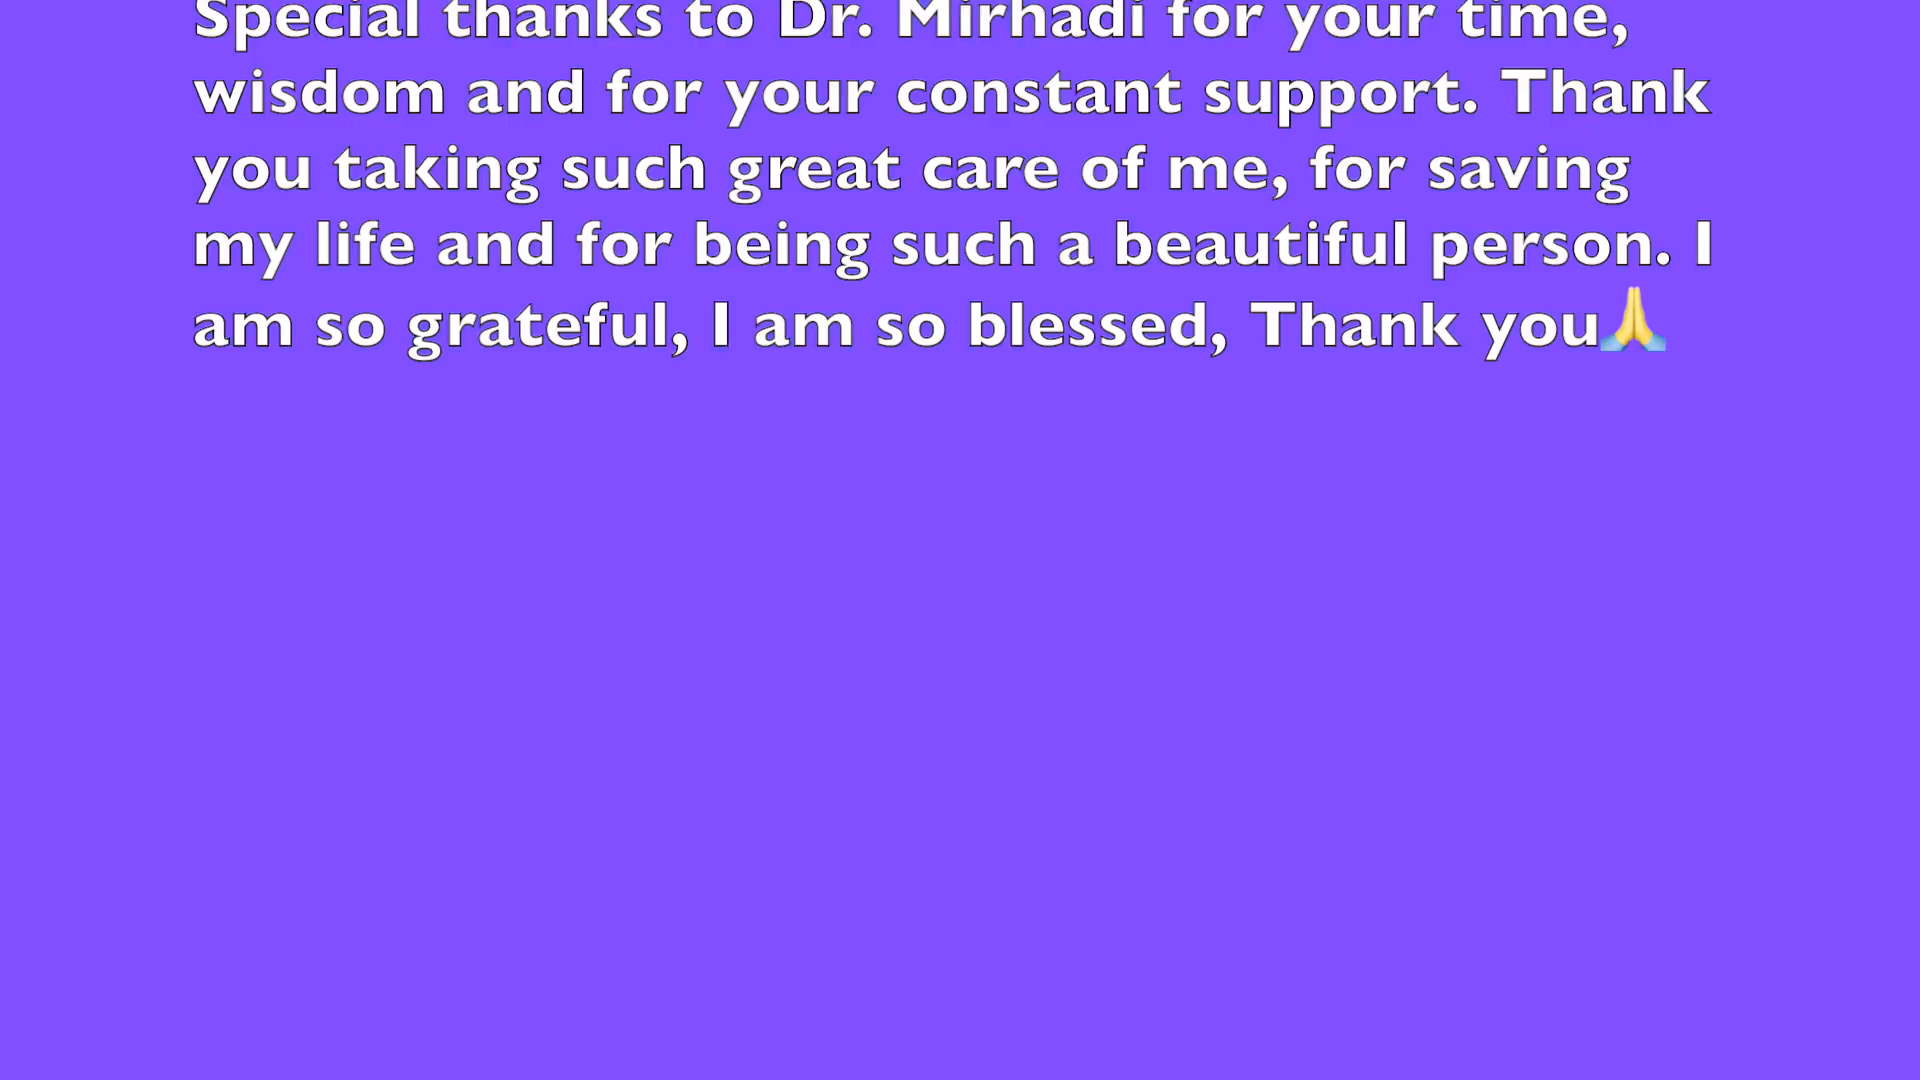 Special thanks to Dr. Mirhadi for your time,
wisdom and for your constant support. Thank
you taking such great care of me, for saving
my life and for being such a beautiful person. I
am so grateful, I am so blessed, Thank you🙏